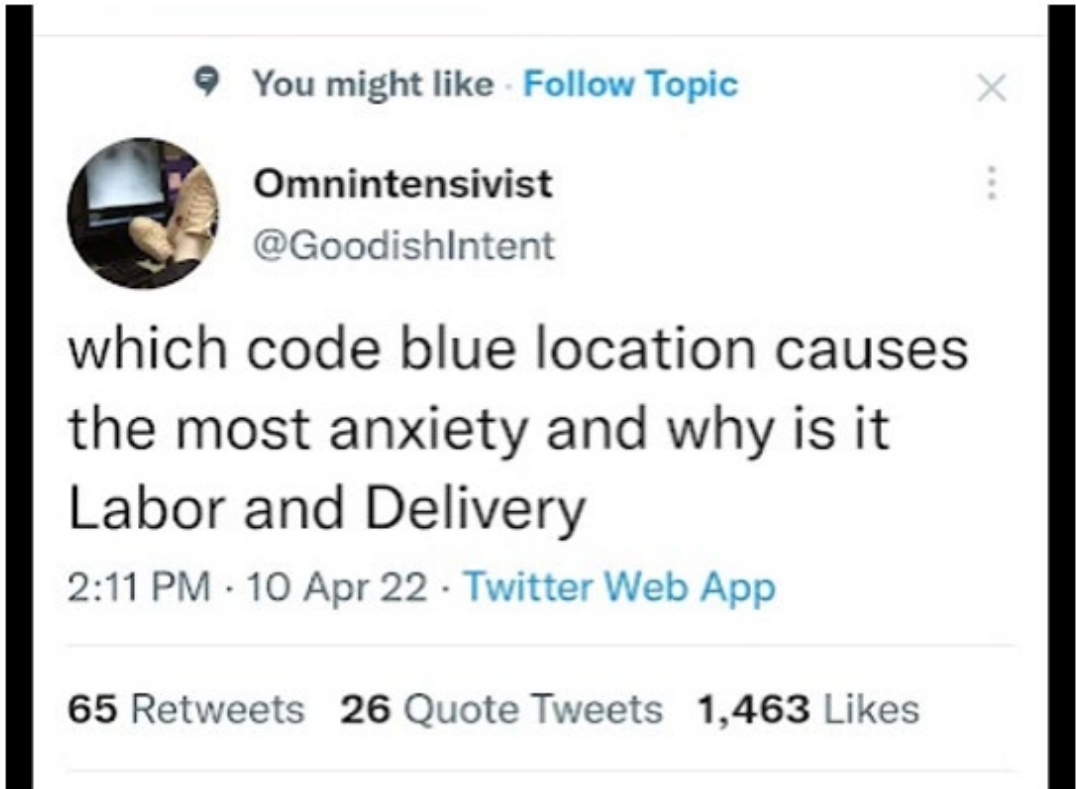 You might like · Follow Topic
Omnintensivist
@GoodishIntent
which code blue location causes
the most anxiety and why is it
Labor and Delivery
2:11 PM · 10 Apr 22 · Twitter Web App
65 Retweets 26 Quote Tweets 1,463 Likes